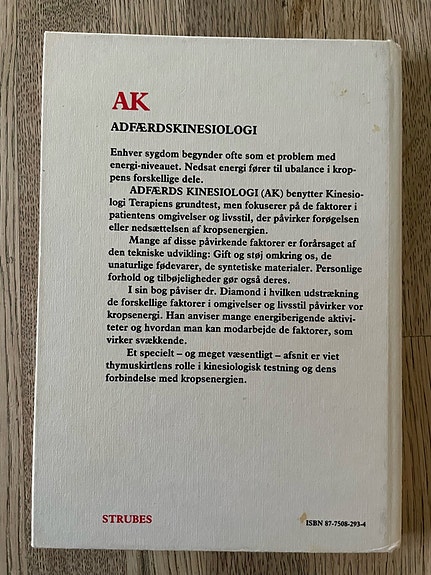 AK
ADFÆRDSKINESIOLOGI
Enhver sygdom begynder ofte som et problem med
energi-niveauet. Nedsat energi fører til ubalance i krop-
pens forskellige dele.
ADFÆRDS KINESIOLOGI (AK) benytter Kinesio-
logi Terapiens grundtest, men fokuserer på de faktorer i
patientens omgivelser og livsstil, der påvirker forøgelsen
eller nedsættelsen af kropsenergien.
Mange af disse påvirkende faktorer er forårsaget af
den tekniske udvikling: Gift og støj omkring os, de
unaturlige fødevarer, de syntetiske materialer. Personlige
forhold og tilbøjeligheder gør også deres.
I sin bog påviser dr. Diamond i hvilken udstrækning
de forskellige faktorer i omgivelser og livsstil påvirker vor
kropsenergi. Han anviser mange energiberigende aktivi-
teter og hvordan man kan modarbejde de faktorer, som
virker svækkende.
Et specielt – og meget væsentligt – afsnit er viet
thymuskirtlens rolle i kinesiologisk testning og dens
forbindelse med kropsenergien.
STRUBES
ISBN 87-7508-293-4